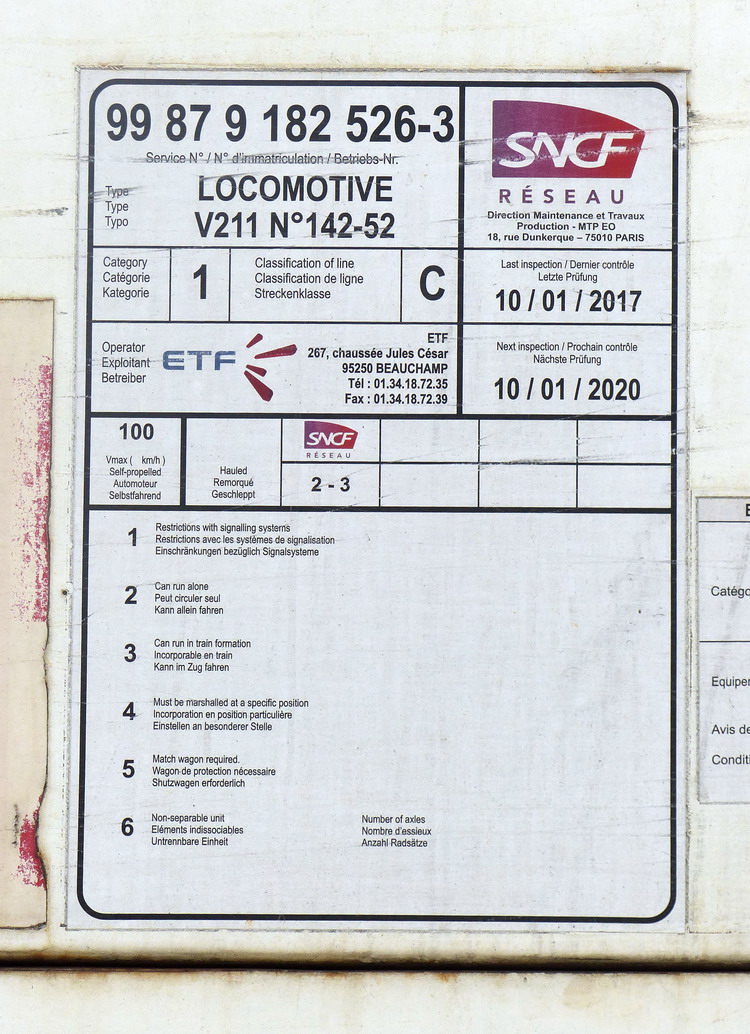 99 87 9 182 526-3
Service N° / N° d'immatriculation / Betriebs-Nr.
Type
Type
Typo
LOCOMOTIVE
V211 N°142-52
SNCF
RÉSEAU
Direction Maintenance et Travaux
Production - MTP EO
18, rue Dunkerque – 75010 PARIS
Category
Catégorie
Kategorie
1
Classification of line
Classification de ligne
Streckenklasse
C
Last inspection / Dernier contrôle
Letzte Prüfung
10 / 01 / 2017
Operator
Exploitant
Betreiber
ETF
ETF
267, chaussée Jules César
95250 BEAUCHAMP
Tél : 01.34.18.72.35
Fax : 01.34.18.72.39
Next inspection / Prochain contrôle
Nächste Prüfung
10 / 01 / 2020
100
Vmax ( km/h )
Self-propelled
Automoteur
Selbstfahrend
Hauled
Remorqué
Geschleppt
SNCF
RÉSEAU
2 - 3
1
Restrictions with signalling systems
Restrictions avec les systèmes de signalisation
Einschränkungen bezüglich Signalsysteme
2
Can run alone
Peut circuler seul
Kann allein fahren
3
Can run in train formation
Incorporable en train
Kann im Zug fahren
4
Must be marshalled at a specific position
Incorporation en position particulière
Einstellen an besonderer Stelle
5
Match wagon required.
Wagon de protection nécessaire
Shutzwagen erforderlich
6
Non-separable unit
Eléments indissociables
Untrennbare Einheit
Number of axles
Nombre d'essieux
Anzahl Radsätze
Catégo
Equiper
Avis de
Conditi